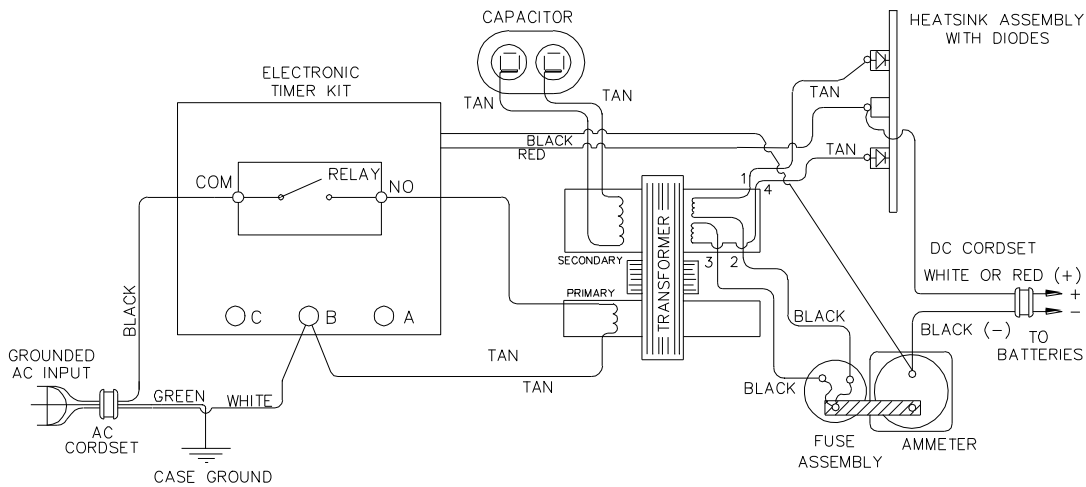 CAPACITOR
HEATSINK ASSEMBLY
WITH DIODES
ELECTRONIC
TIMER KIT
TAN
TAN
TAN
BLACK
RED
TAN
COM
RELAY
NO
1
4
TRANSFORMER
SECONDARY
3
2
DC CORDSET
WHITE OR RED (+)
+
PRIMARY
BLACK
C
B
A
BLACK
BLACK (-)
-
TO
BATTERIES
GROUNDED
AC INPUT
TAN
TAN
BLACK
GREEN
WHITE
AC
CORDSET
FUSE
ASSEMBLY
AMMETER
CASE GROUND